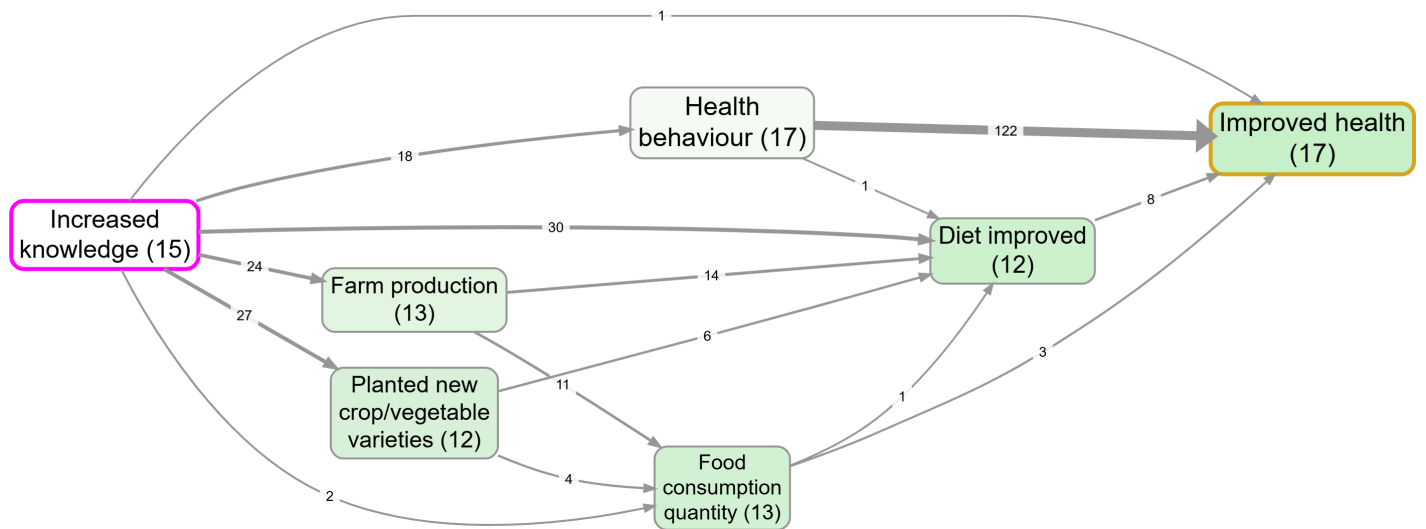 1
Health
behaviour (17)
122
Improved health
(17)
18
1
8
Increased
knowledge (15)
30
Diet improved
(12)
24
Farm production
(13)
14
27
6
3
Planted new
crop/vegetable
varieties (12)
11
1
4
Food
consumption
quantity (13)
2